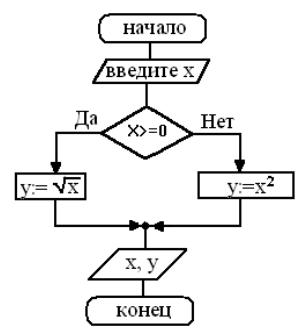 начало
введите x
Да
X>=0
Нет
y:= √x
y:=x²
x, y
конец